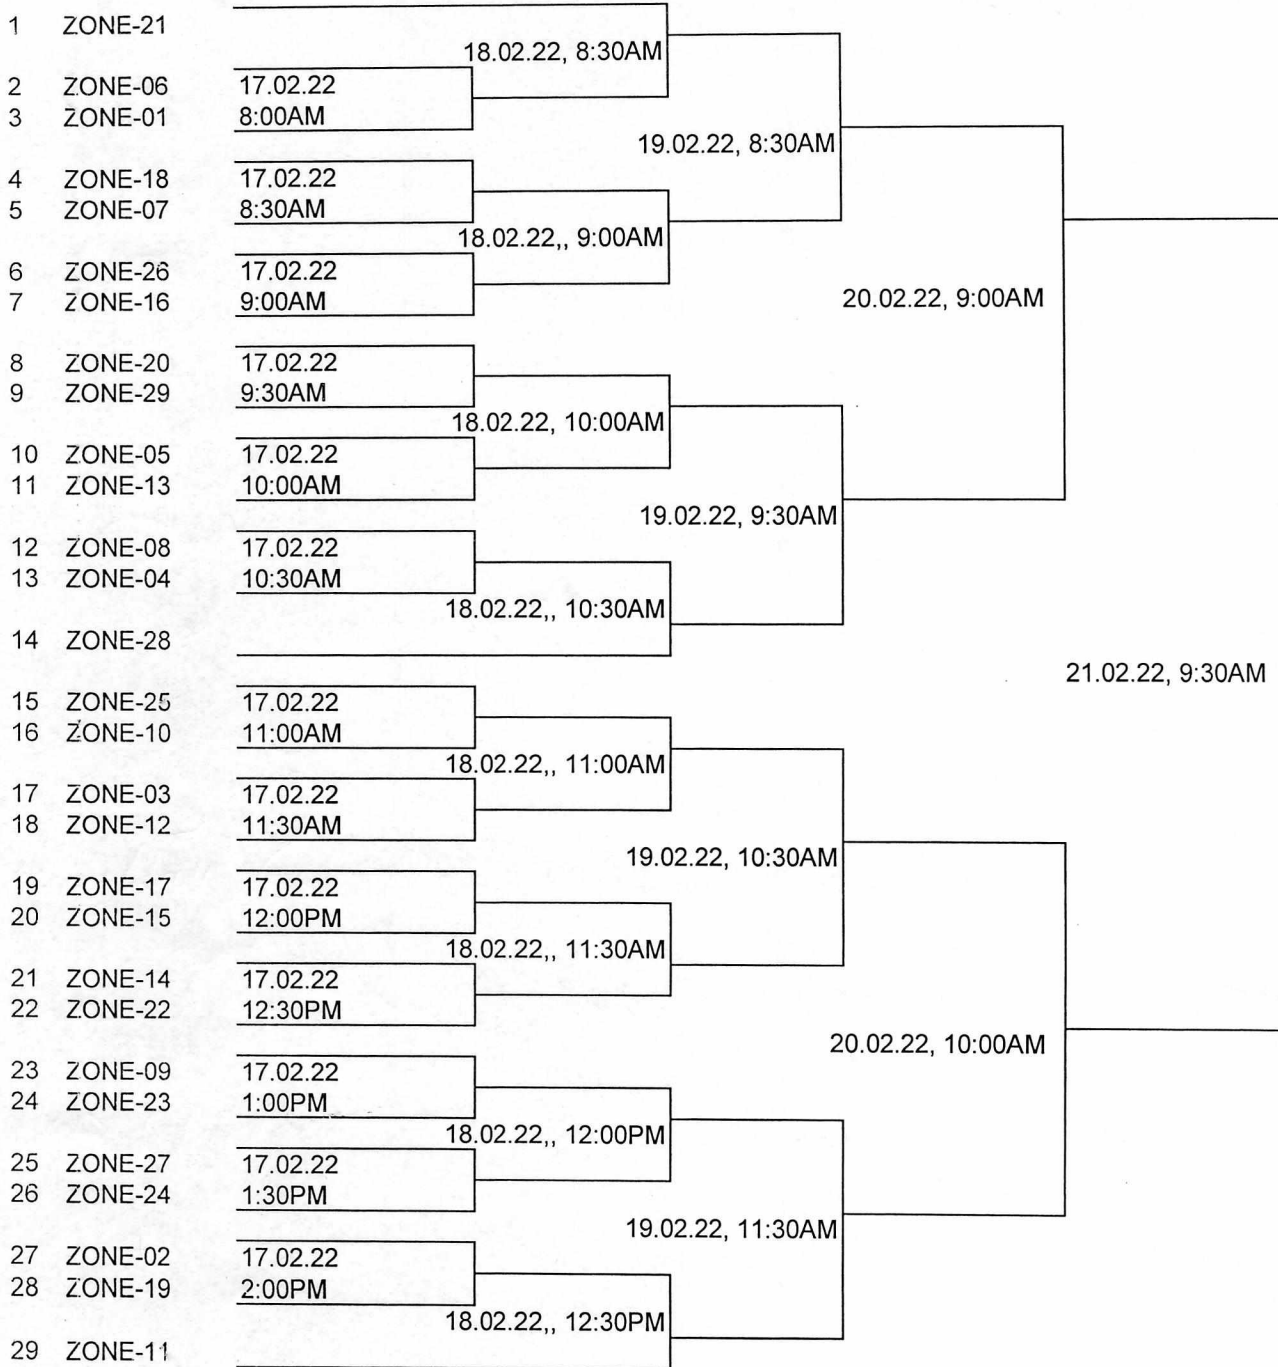 1 ZONE-21
18.02.22, 8:30AM
2 ZONE-06 17.02.22
3 ZONE-01 8:00AM
19.02.22, 8:30AM
4 ZONE-18 17.02.22
5 ZONE-07 8:30AM
18.02.22,, 9:00AM
6 ZONE-26 17.02.22
7 ZONE-16 9:00AM
20.02.22, 9:00AM
8 ZONE-20 17.02.22
9 ZONE-29 9:30AM
18.02.22, 10:00AM
10 ZONE-05 17.02.22
11 ZONE-13 10:00AM
19.02.22, 9:30AM
12 ZONE-08 17.02.22
13 ZONE-04 10:30AM
18.02.22,, 10:30AM
14 ZONE-28
21.02.22, 9:30AM
15 ZONE-25 17.02.22
16 ZONE-10 11:00AM
18.02.22,, 11:00AM
17 ZONE-03 17.02.22
18 ZONE-12 11:30AM
19.02.22, 10:30AM
19 ZONE-17 17.02.22
20 ZONE-15 12:00PM
18.02.22,, 11:30AM
21 ZONE-14 17.02.22
22 ZONE-22 12:30PM
20.02.22, 10:00AM
23 ZONE-09 17.02.22
24 ZONE-23 1:00PM
18.02.22,, 12:00PM
25 ZONE-27 17.02.22
26 ZONE-24 1:30PM
19.02.22, 11:30AM
27 ZONE-02 17.02.22
28 ZONE-19 2:00PM
18.02.22,, 12:30PM
29 ZONE-11